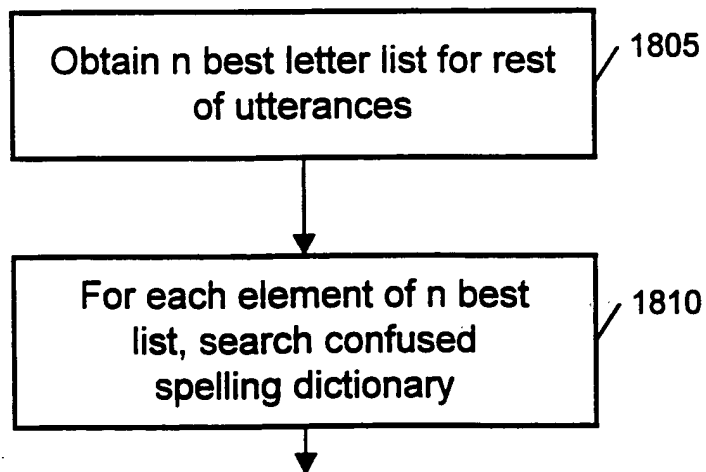 Obtain n best letter list for rest
of utterances
1805
For each element of n best
list, search confused
spelling dictionary
1810